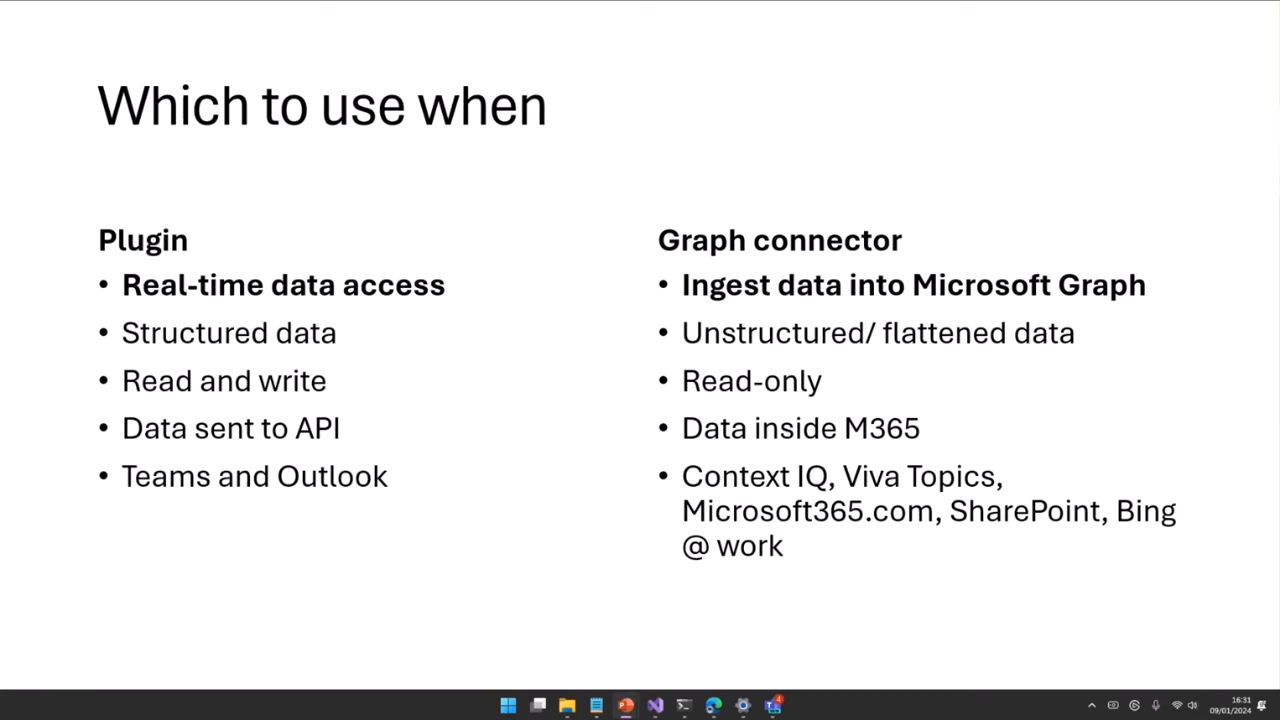 Which to use when
Plugin
• Real-time data access
• Structured data
• Read and write
• Data sent to API
• Teams and Outlook
Graph connector
• Ingest data into Microsoft Graph
• Unstructured/ flattened data
• Read-only
• Data inside M365
• Context IQ, Viva Topics,
Microsoft365.com, SharePoint, Bing
@ work
4
16:31
09/01/2024